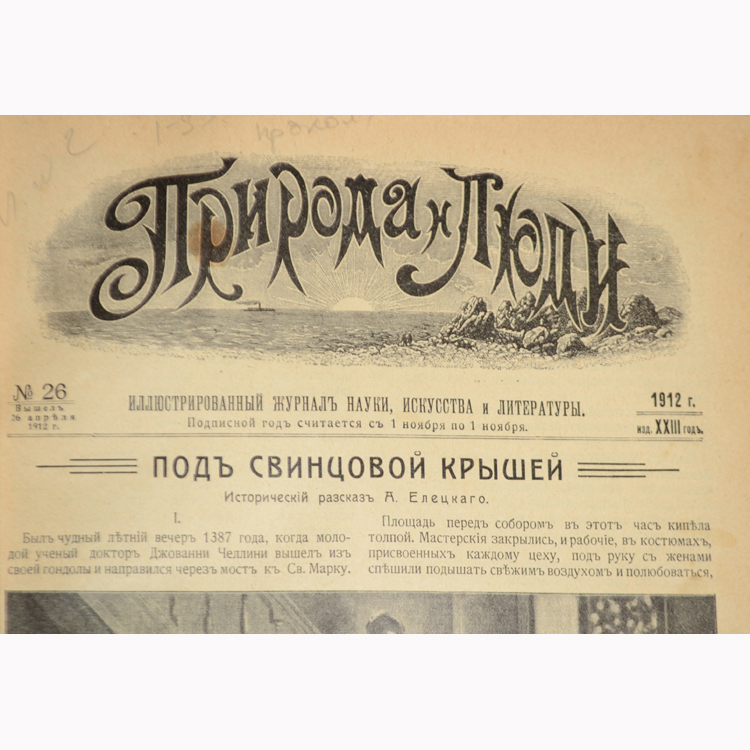 Природа и Люди
№ 26
Вышелъ
26 апрѣля
1912 г.
ИЛЛЮСТРИРОВАННЫЙ ЖУРНАЛЪ НАУКИ, ИСКУССТВА и ЛИТЕРАТУРЫ.
Подписной годъ считается съ 1 ноября по 1 ноября.
1912 г.
изд. XXIII годъ.
ПОДЪ СВИНЦОВОЙ КРЫШЕЙ
Историческій разсказъ А. Елецкаго.
I.
Былъ чудный лѣтній вечеръ 1387 года, когда моло-
дой ученый докторъ Джованни Челлини вышелъ изъ
своей гондолы и направился черезъ мостъ къ Св. Марку.
Площадь передъ соборомъ въ этотъ часъ кипѣла
толпой. Мастерскія закрылись, и рабочіе, въ костюмахъ,
присвоенныхъ каждому цеху, подъ руку съ женами
спѣшили подышать свѣжимъ воздухомъ и полюбоваться,